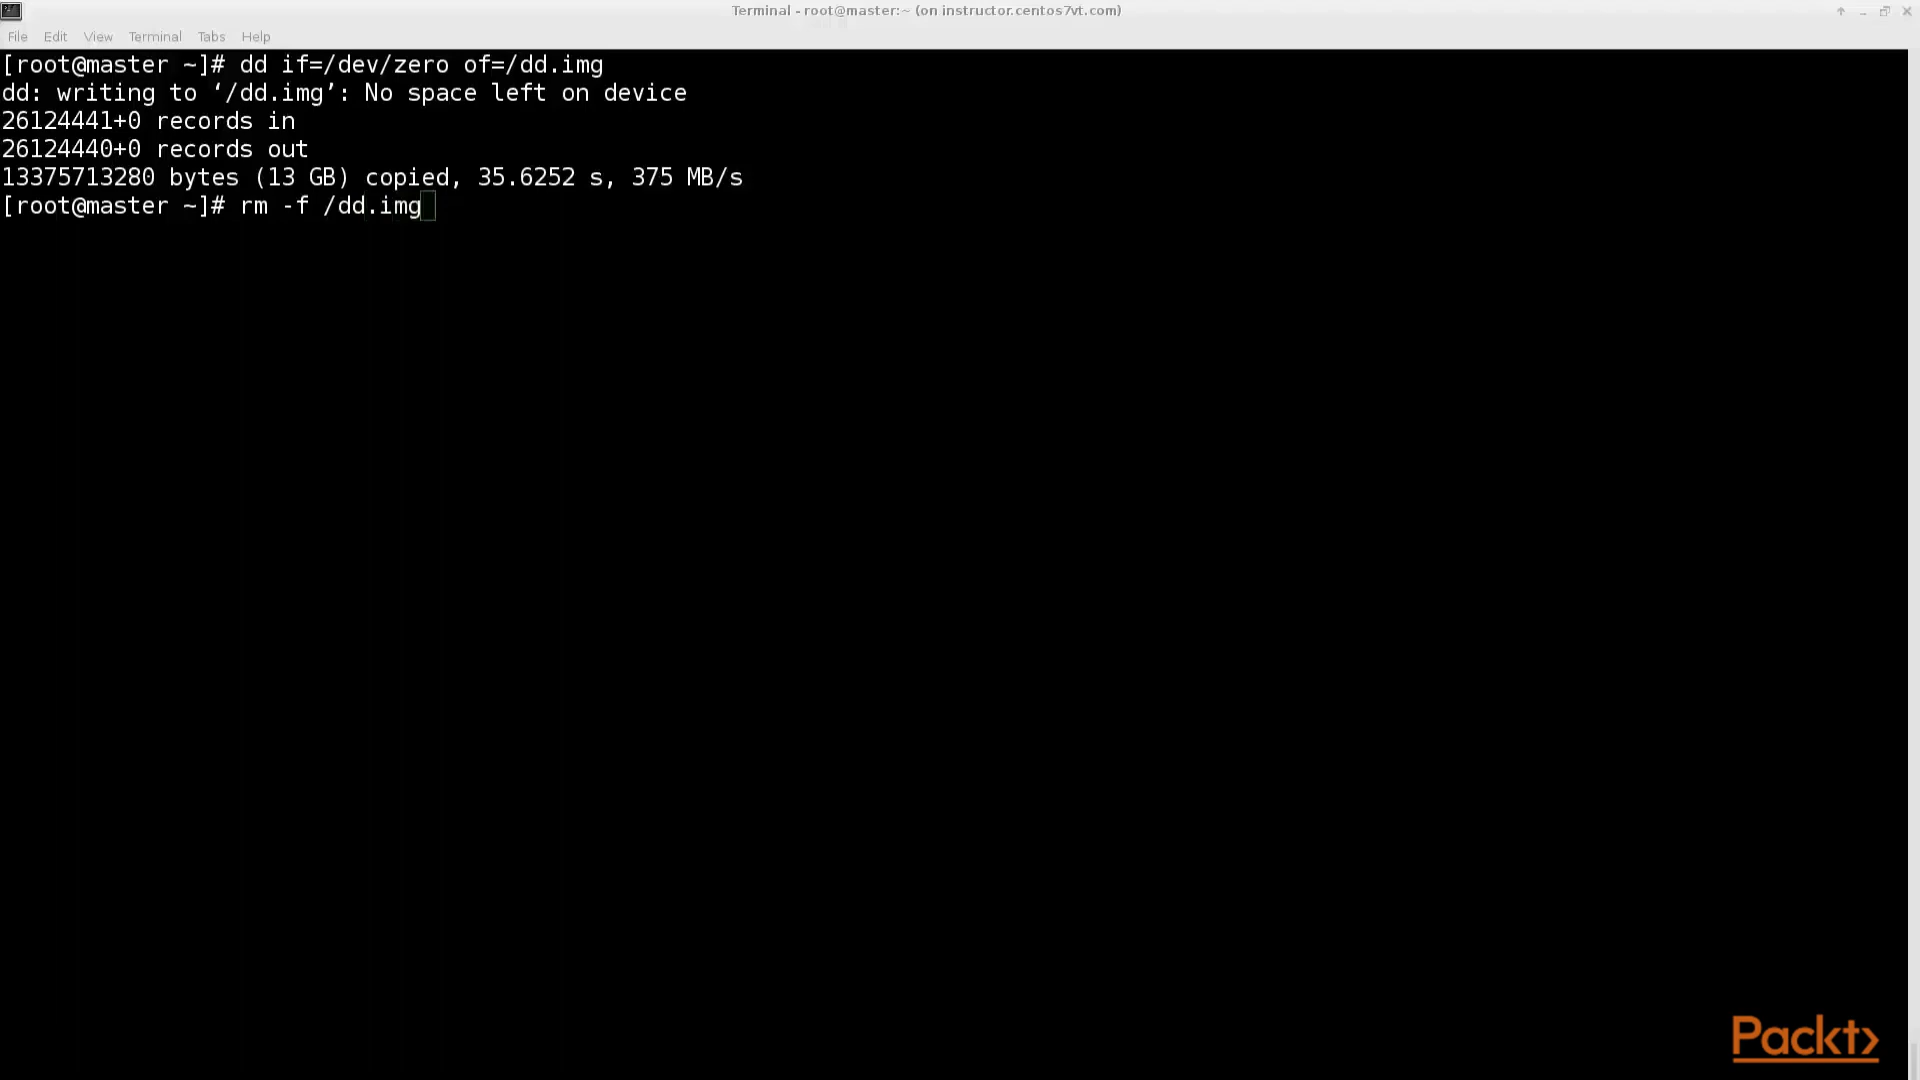 Terminal - root@master:~ (on instructor.centos7vt.com)
File Edit View Terminal Tabs Help
[root@master ~]# dd if=/dev/zero of=/dd.img
dd: writing to ‘/dd.img’: No space left on device
26124441+0 records in
26124440+0 records out
13375713280 bytes (13 GB) copied, 35.6252 s, 375 MB/s
[root@master ~]# rm -f /dd.img
Packt>